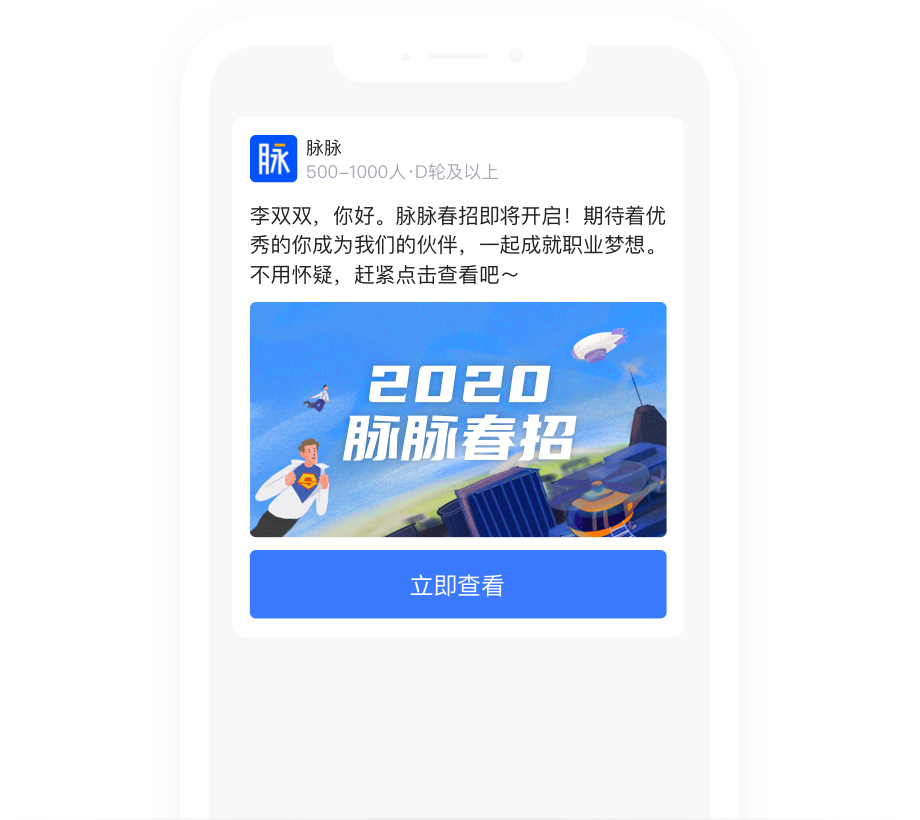 脉
脉脉
500-1000人·D轮及以上
李双双，你好。脉脉春招即将开启！期待着优
秀的你成为我们的伙伴，一起成就职业梦想。
不用怀疑，赶紧点击查看吧～
2020
脉脉春招
立即查看